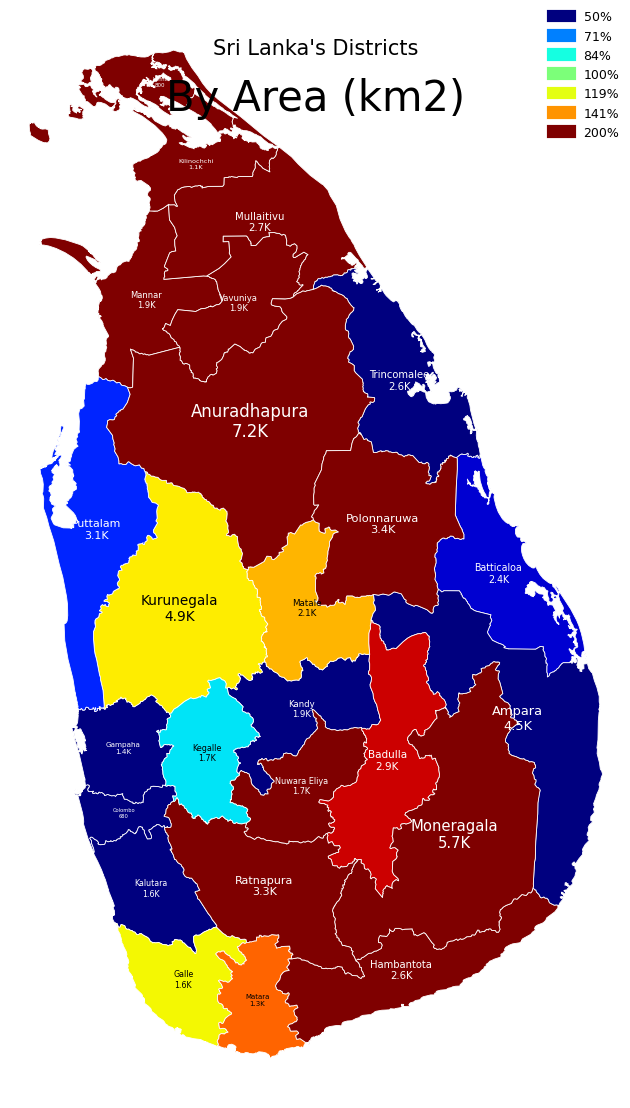 Sri Lanka's Districts
By Area (km2)
50%
71%
84%
100%
119%
141%
200%
800
Kilinochchi
1.1K
Mullaitivu
2.7K
Mannar
1.9K
Vavuniya
1.9K
Trincomalee
2.6K
Anuradhapura
7.2K
Polonnaruwa
3.4K
uttalam
3.1K
Batticaloa
2.4K
Kurunegala
4.9K
Matale
2.1K
Kandy
1.9K
Ampara
4.5K
Gampaha
1.4K
Kegalle
1.7K
Badulla
2.9K
Nuwara Eliya
1.7K
Colombo
680
Moneragala
5.7K
Kalutara
1.6K
Ratnapura
3.3K
Hambantota
2.6K
Galle
1.6K
Matara
1.3K